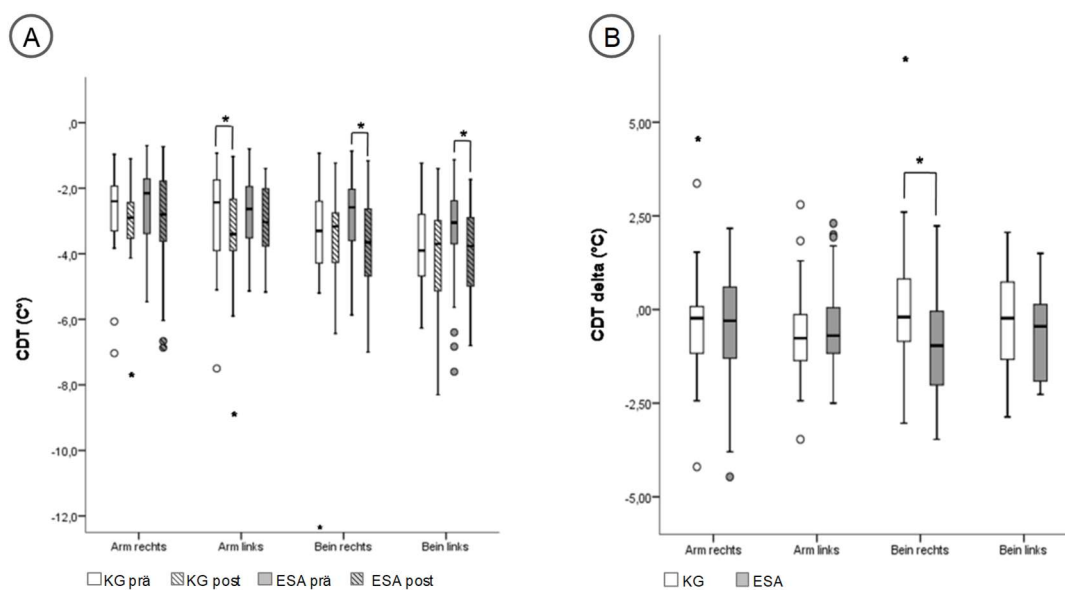 A
B
CDT (C°)
,0
-2,0
-4,0
-6,0
-8,0
-10,0
-12,0
*
*
*
*
*
*
Arm rechts
Arm links
Bein rechts
Bein links
KG prä
KG post
ESA prä
ESA post
CDT delta (°C)
5,00
2,50
,00
-2,50
-5,00
*
*
*
Arm rechts
Arm links
Bein rechts
Bein links
KG
ESA